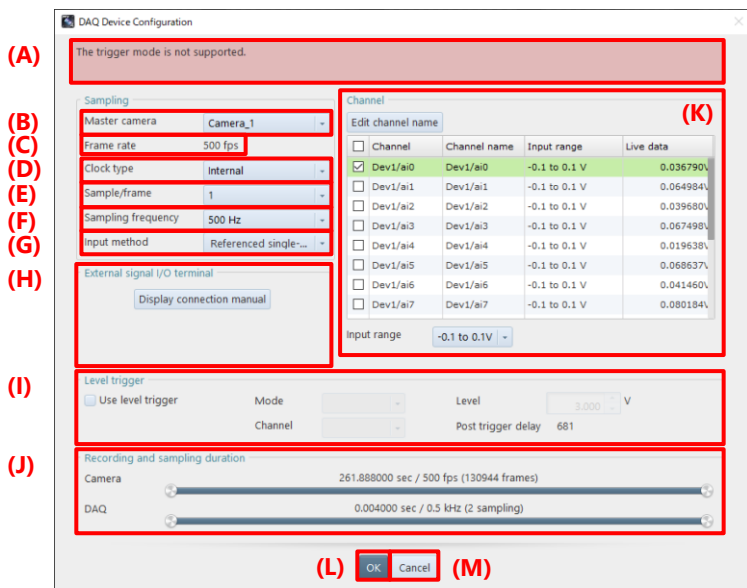 DAQ Device Configuration
(A)
The trigger mode is not supported.
Sampling
(B) Master camera Camera_1
(C) Frame rate 500 fps
(D) Clock type Internal
(E) Sample/frame 1
(F) Sampling frequency 500 Hz
(G) Input method Referenced single-...
(H) External signal I/O terminal
Display connection manual
Channel
(K)
Edit channel name
Channel Channel name Input range Live data
Dev1/ai0 Dev1/ai0 -0.1 to 0.1 V 0.036790V
Dev1/ai1 Dev1/ai1 -0.1 to 0.1 V 0.064984V
Dev1/ai2 Dev1/ai2 -0.1 to 0.1 V 0.039680V
Dev1/ai3 Dev1/ai3 -0.1 to 0.1 V 0.067498V
Dev1/ai4 Dev1/ai4 -0.1 to 0.1 V 0.019638V
Dev1/ai5 Dev1/ai5 -0.1 to 0.1 V 0.068637V
Dev1/ai6 Dev1/ai6 -0.1 to 0.1 V 0.041460V
Dev1/ai7 Dev1/ai7 -0.1 to 0.1 V 0.080184V
Input range -0.1 to 0.1V
(I) Level trigger
Use level trigger Mode Level 3.000 V
Channel Post trigger delay 681
(J) Recording and sampling duration
Camera 261.888000 sec / 500 fps (130944 frames)
DAQ 0.004000 sec / 0.5 kHz (2 sampling)
(L) OK Cancel (M)